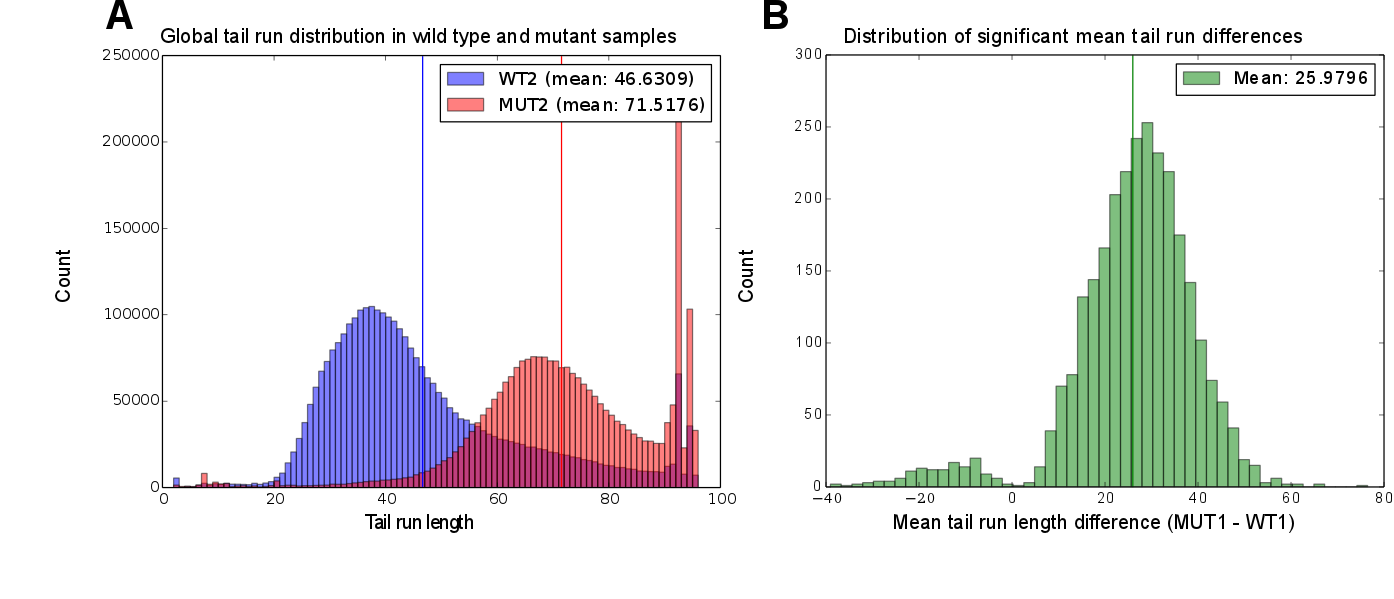 A
Global tail run distribution in wild type and mutant samples
250000
200000
150000
100000
50000
0
Count
WT2 (mean: 46.6309)
MUT2 (mean: 71.5176)
0 20 40 60 80 100
Tail run length
B
Distribution of significant mean tail run differences
300
250
200
150
100
50
0
Count
Mean: 25.9796
−40 −20 0 20 40 60 80
Mean tail run length difference (MUT1 - WT1)